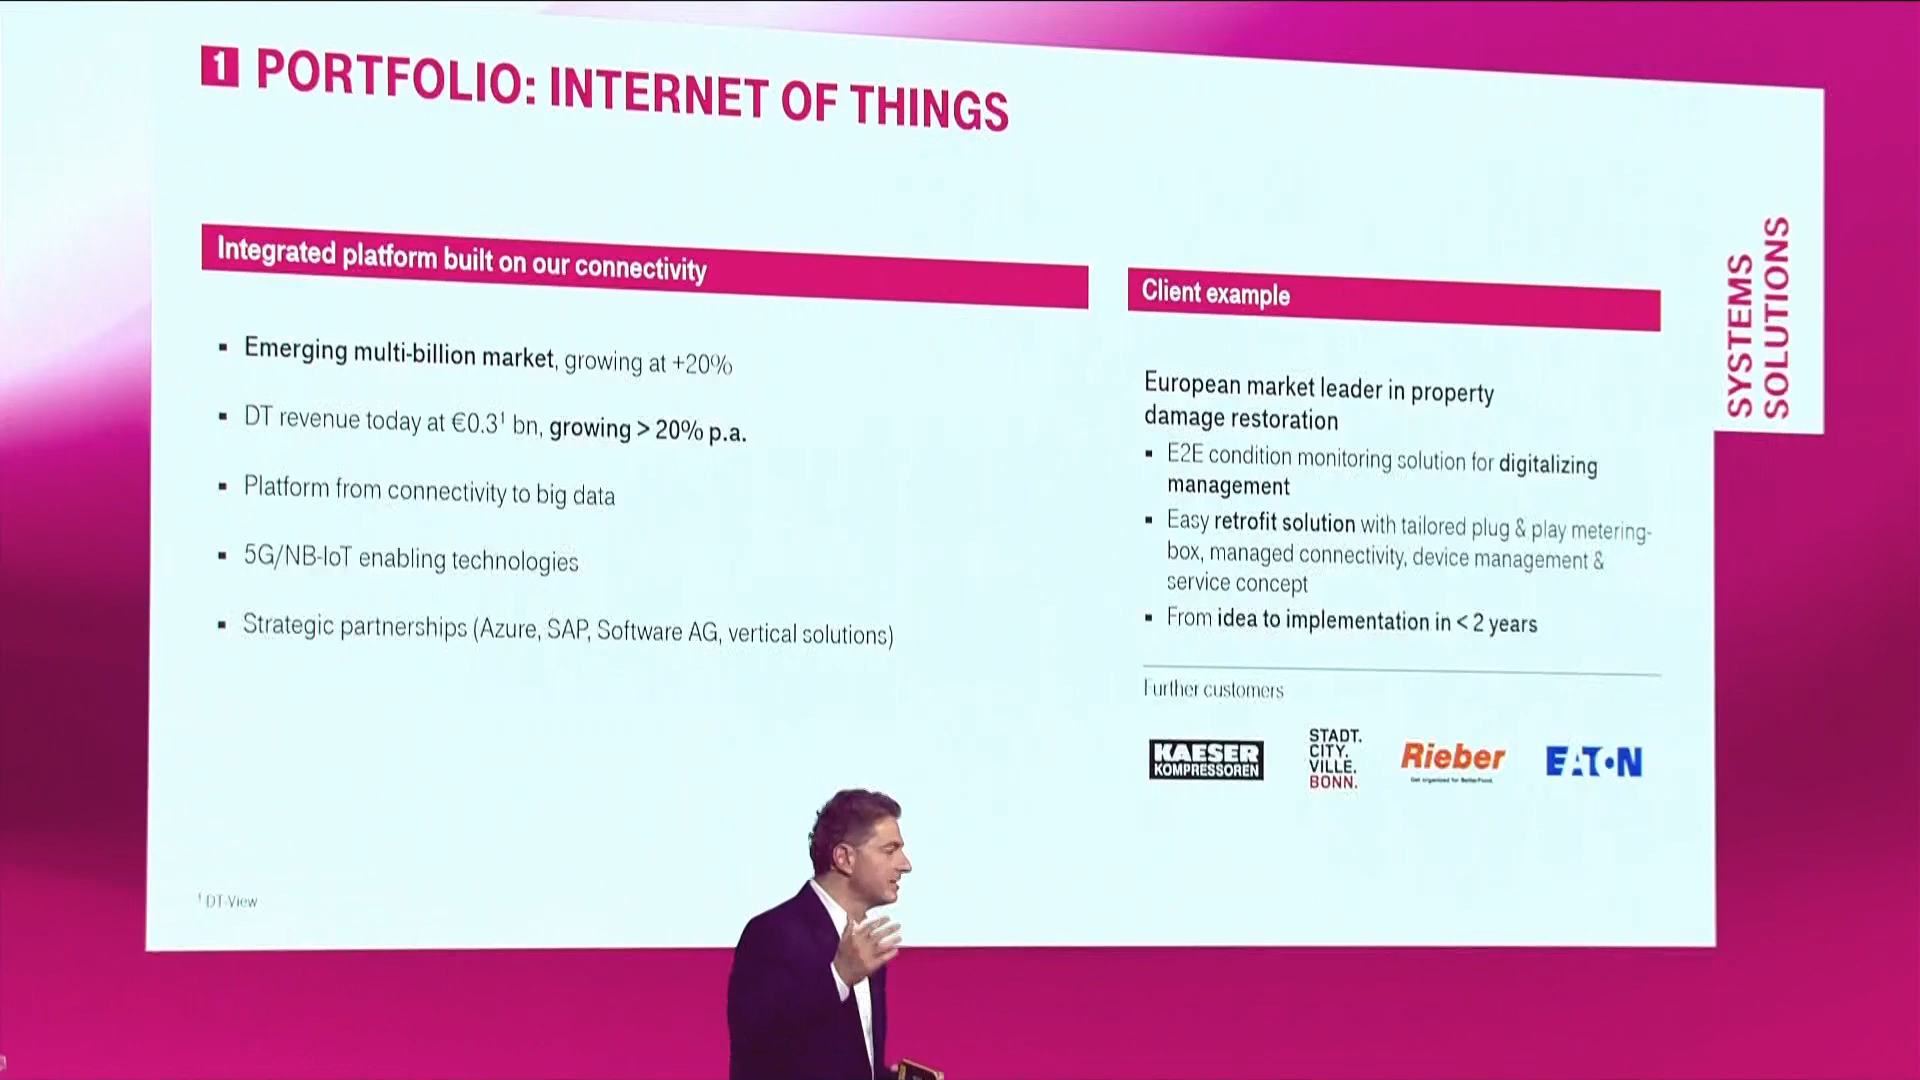 1 PORTFOLIO: INTERNET OF THINGS
Integrated platform built on our connectivity
▪ Emerging multi-billion market, growing at +20%
▪ DT revenue today at €0.3¹ bn, growing > 20% p.a.
▪ Platform from connectivity to big data
▪ 5G/NB-IoT enabling technologies
▪ Strategic partnerships (Azure, SAP, Software AG, vertical solutions)
¹ DT-View
Client example
European market leader in property
damage restoration
▪ E2E condition monitoring solution for digitalizing
management
▪ Easy retrofit solution with tailored plug & play metering-
box, managed connectivity, device management &
service concept
▪ From idea to implementation in < 2 years
Further customers
KAESER
KOMPRESSOREN
STADT.
CITY.
VILLE.
BONN.
Rieber
EATON
SYSTEMS
SOLUTIONS